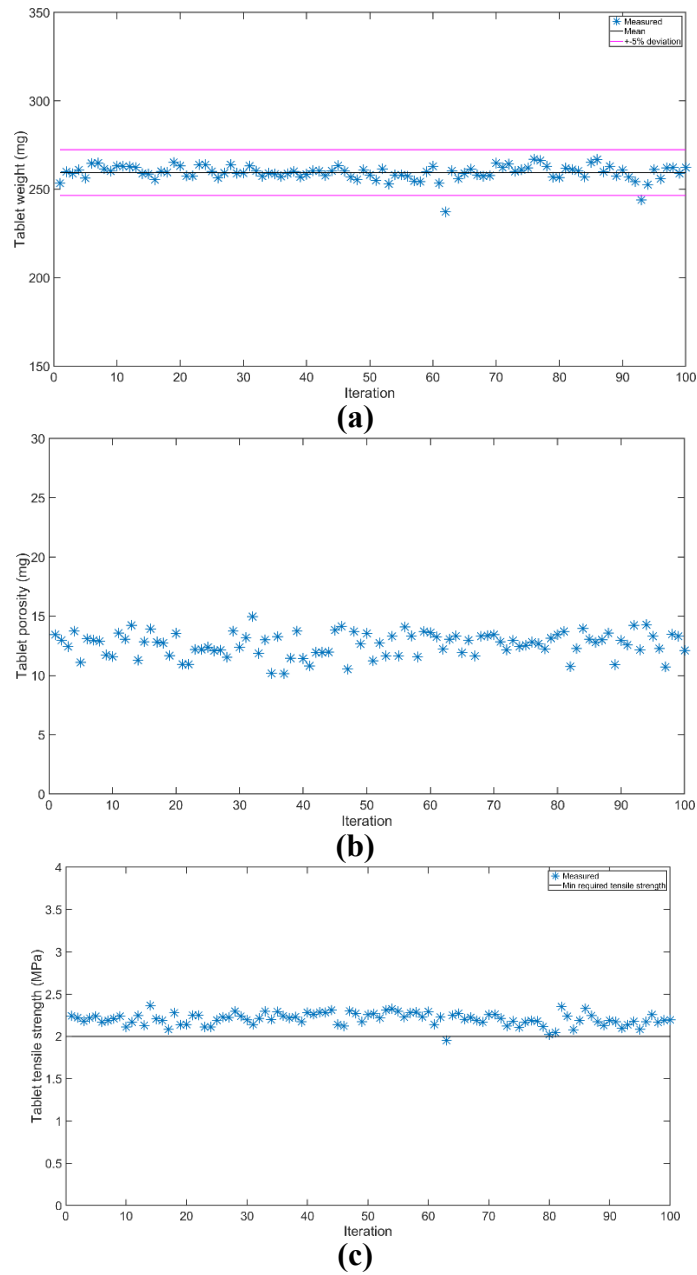 350
Measured
Mean
+-5% deviation
300
250
200
150
Tablet weight (mg)
0 10 20 30 40 50 60 70 80 90 100
Iteration
(a)
30
25
20
15
10
5
0
Tablet porosity (mg)
0 10 20 30 40 50 60 70 80 90 100
Iteration
(b)
4
Measured
Min required tensile strength
3.5
3
2.5
2
1.5
1
0.5
0
Tablet tensile strength (MPa)
0 10 20 30 40 50 60 70 80 90 100
Iteration
(c)